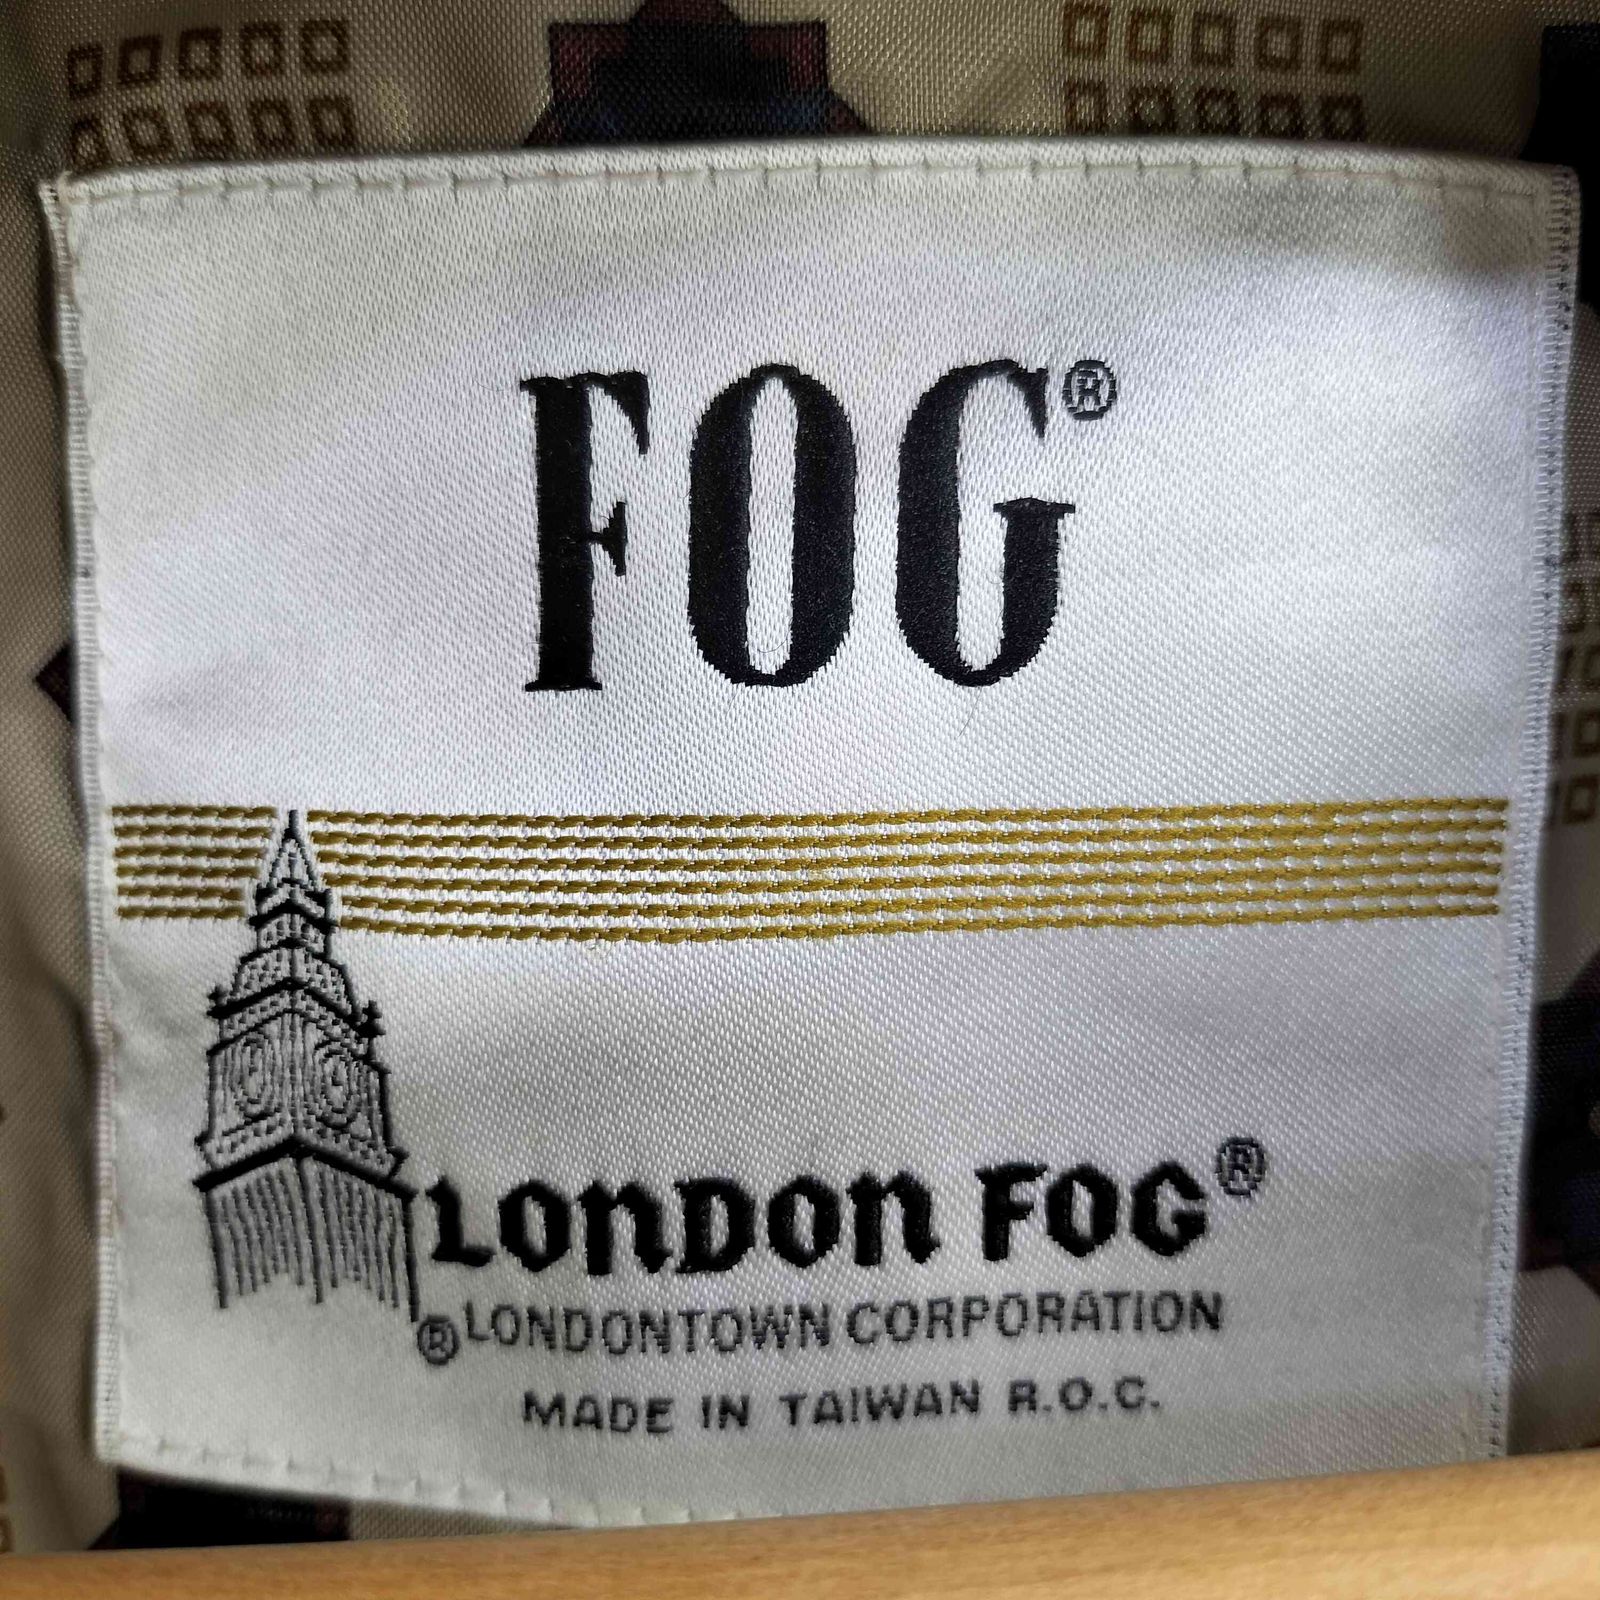 FOG®
LONDON FOG®
® LONDONTOWN CORPORATION
MADE IN TAIWAN R.O.C.